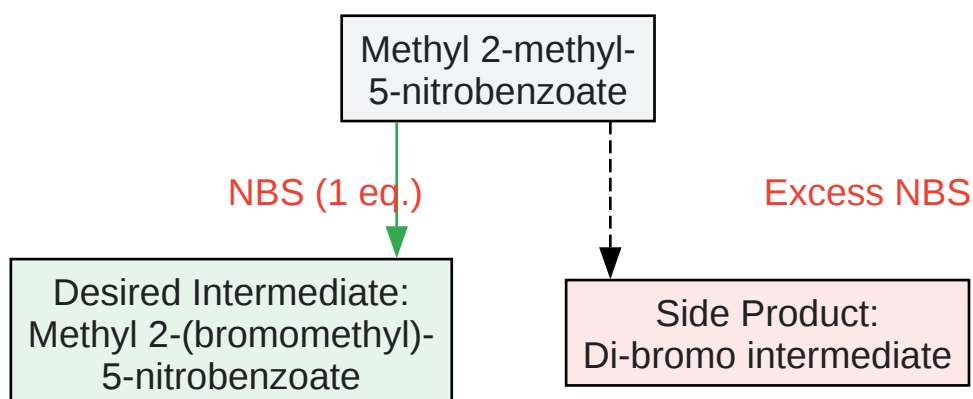 Methyl 2-methyl-
5-nitrobenzoate
NBS (1 eq.)
Excess NBS
Desired Intermediate:
Methyl 2-(bromomethyl)-
5-nitrobenzoate
Side Product:
Di-bromo intermediate